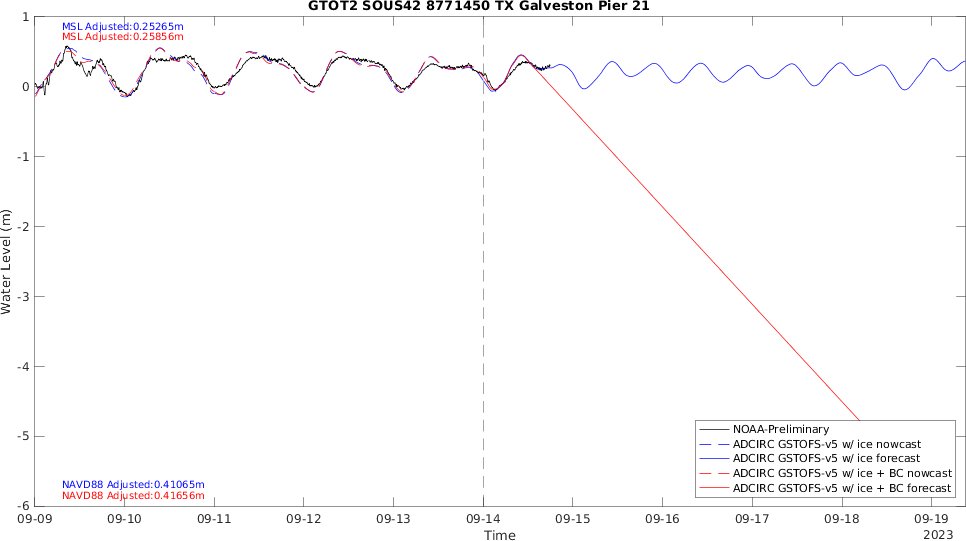 GTOT2 SOUS42 8771450 TX Galveston Pier 21
MSL Adjusted:0.25265m
MSL Adjusted:0.25856m
1
0
-1
-2
-3
-4
-5
-6
Water Level (m)
NAVD88 Adjusted:0.41065m
NAVD88 Adjusted:0.41656m
NOAA-Preliminary
ADCIRC GSTOFS-v5 w/ ice nowcast
ADCIRC GSTOFS-v5 w/ ice forecast
ADCIRC GSTOFS-v5 w/ ice + BC nowcast
ADCIRC GSTOFS-v5 w/ ice + BC forecast
09-09 09-10 09-11 09-12 09-13 09-14 09-15 09-16 09-17 09-18 09-19
Time
2023